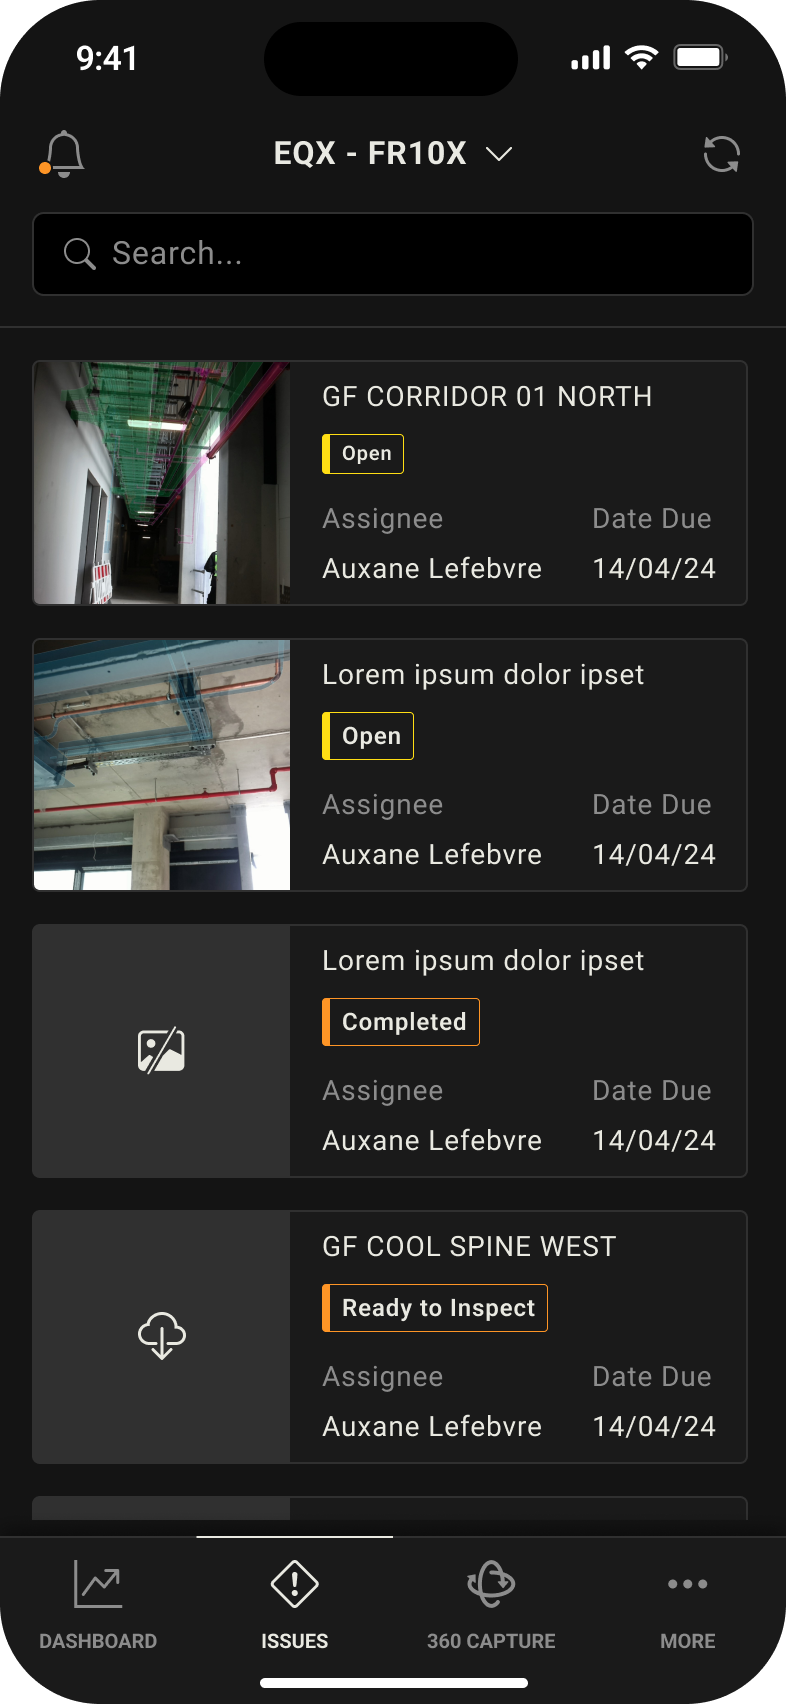 9:41
EQX - FR10X
Search...
GF CORRIDOR 01 NORTH
Open
Assignee Date Due
Auxane Lefebvre 14/04/24
Lorem ipsum dolor ipset
Open
Assignee Date Due
Auxane Lefebvre 14/04/24
Lorem ipsum dolor ipset
Completed
Assignee Date Due
Auxane Lefebvre 14/04/24
GF COOL SPINE WEST
Ready to Inspect
Assignee Date Due
Auxane Lefebvre 14/04/24
DASHBOARD ISSUES 360 CAPTURE MORE